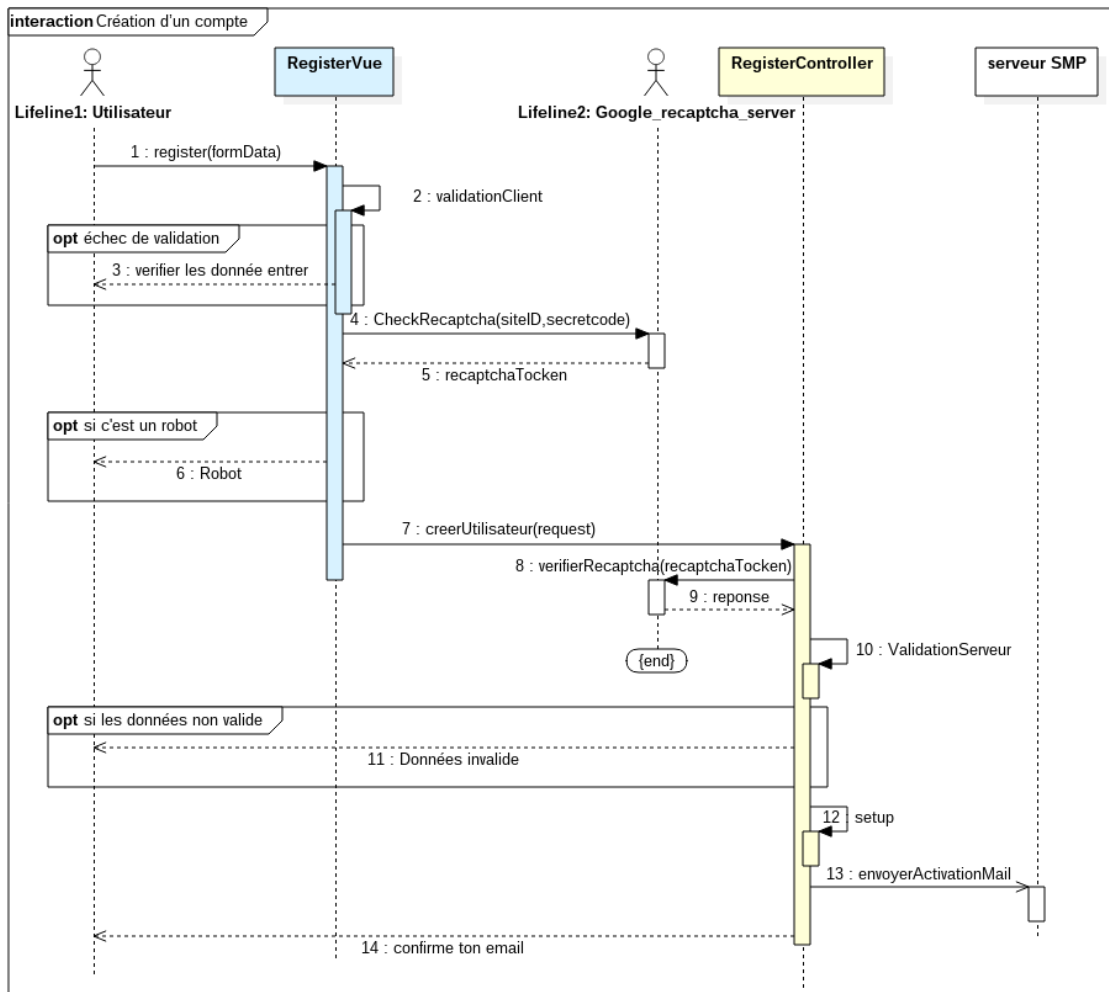 interaction Création d'un compte
RegisterVue
RegisterController
serveur SMP
Lifeline1: Utilisateur
Lifeline2: Google_recaptcha_server
1 : register(formData)
2 : validationClient
opt échec de validation
3 : verifier les donnée entrer
4 : CheckRecaptcha(siteID,secretcode)
5 : recaptchaTocken
opt si c'est un robot
6 : Robot
7 : creerUtilisateur(request)
8 : verifierRecaptcha(recaptchaTocken)
9 : reponse
10 : ValidationServeur
{end}
opt si les données non valide
11 : Données invalide
12 : setup
13 : envoyerActivationMail
14 : confirme ton email